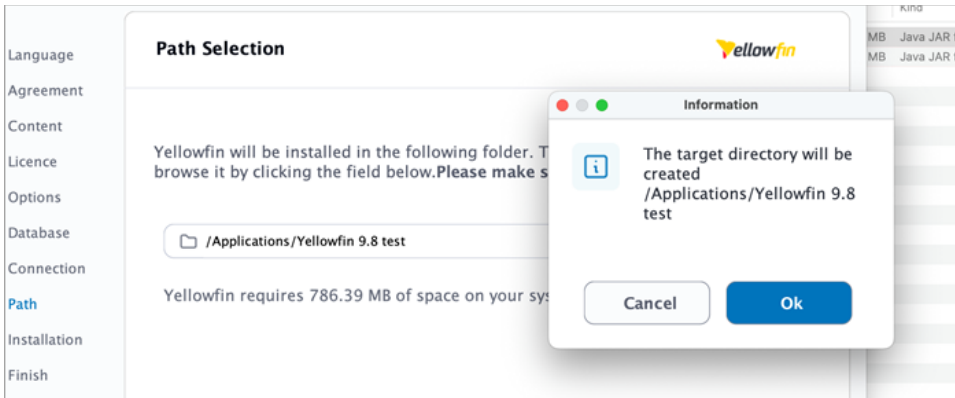 Kind
MB Java JAR
MB Java JAR
Language
Agreement
Content
Licence
Options
Database
Connection
Path
Installation
Finish
Path Selection
Yellowfin
Yellowfin will be installed in the following folder. T
browse it by clicking the field below.Please make s
/Applications/Yellowfin 9.8 test
Yellowfin requires 786.39 MB of space on your sys
Information
The target directory will be
created
/Applications/Yellowfin 9.8
test
Cancel
Ok